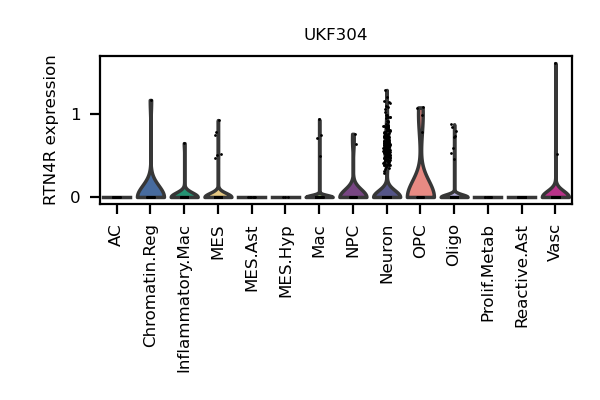 UKF304
RTN4R expression
1
0
AC
Chromatin.Reg
Inflammatory.Mac
MES
MES.Ast
MES.Hyp
Mac
NPC
Neuron
OPC
Oligo
Prolif.Metab
Reactive.Ast
Vasc